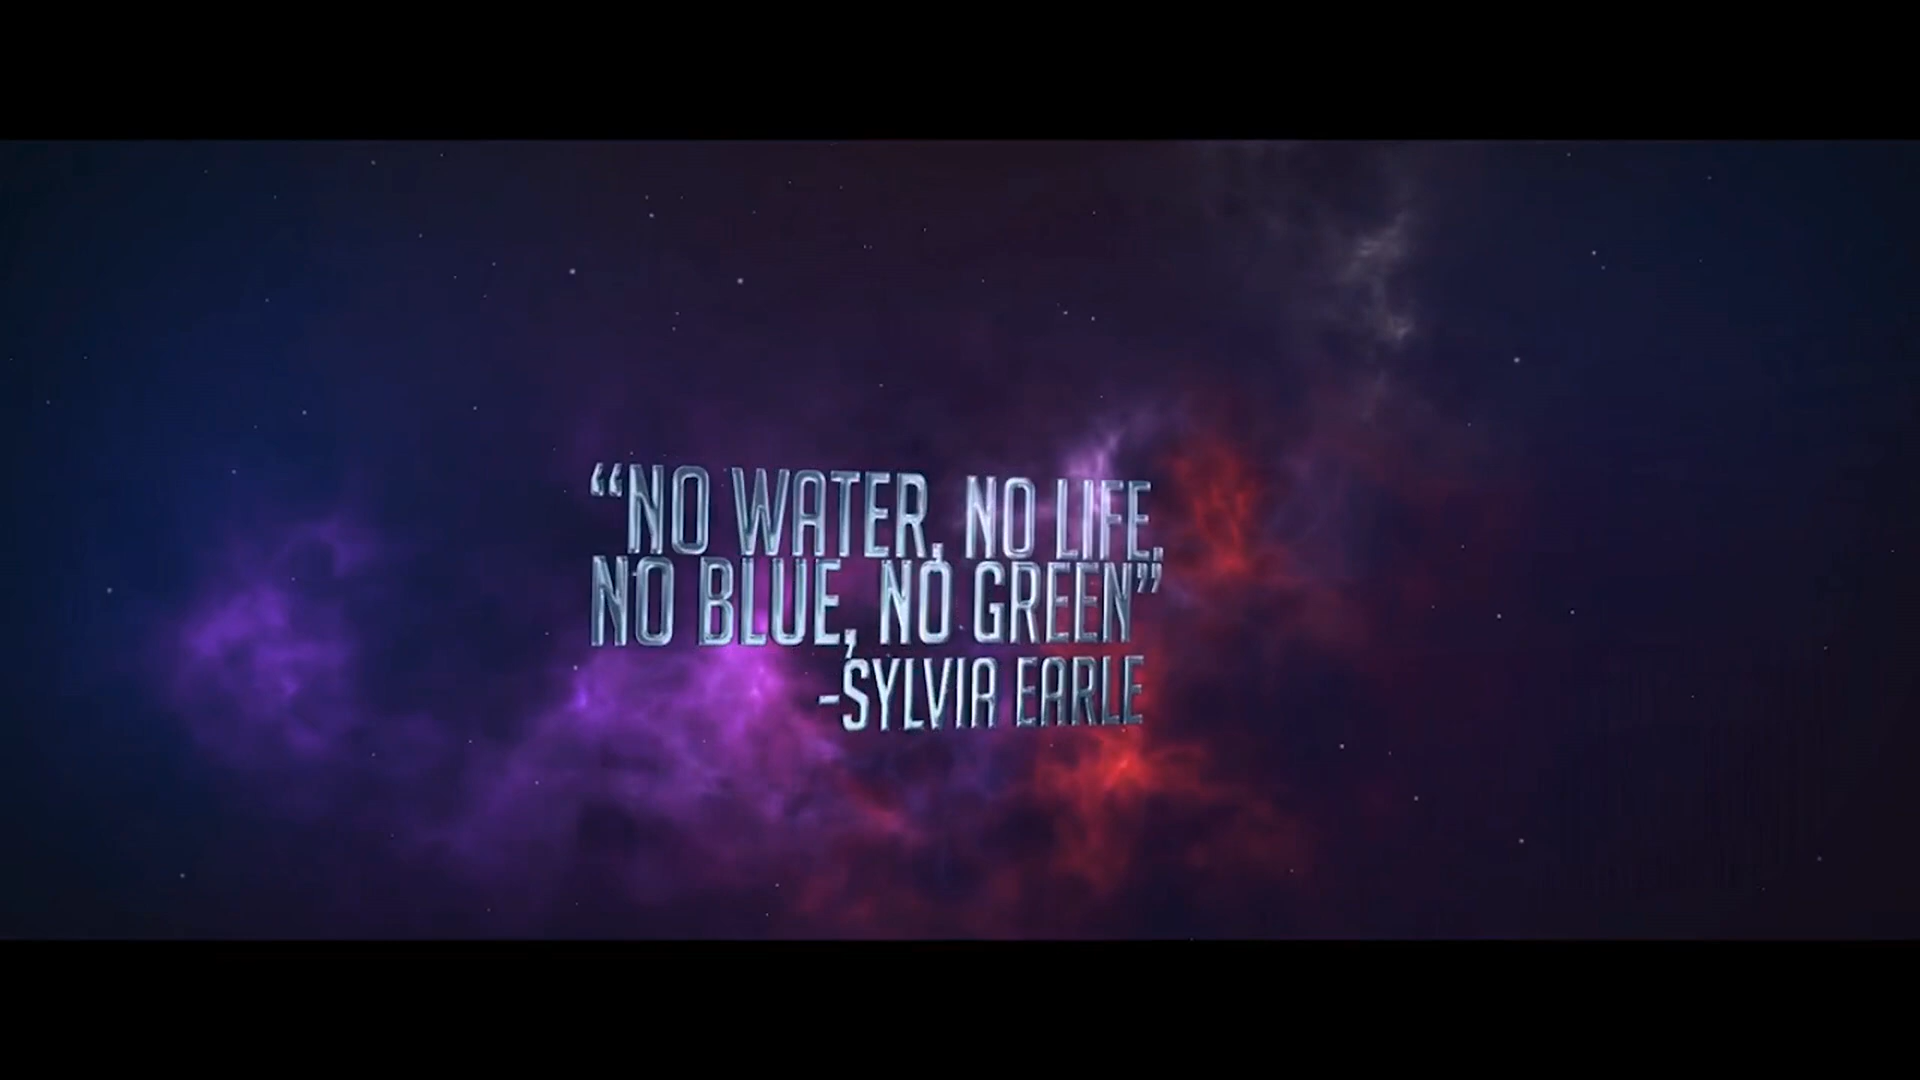 “NO WATER, NO LIFE.
NO BLUE, NO GREEN”
-SYLVIA EARLE